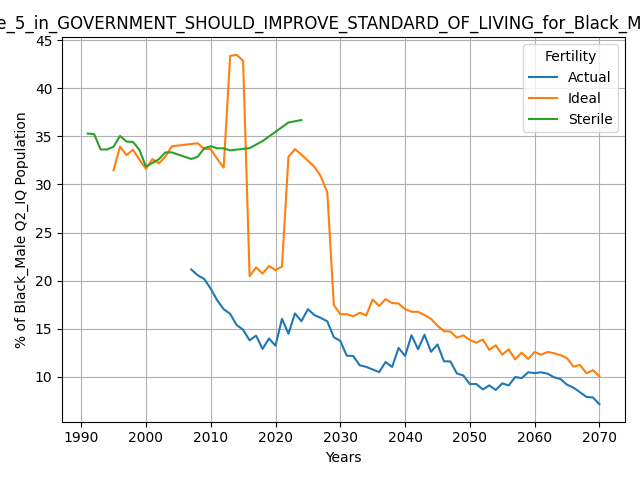 e_5_in_GOVERNMENT_SHOULD_IMPROVE_STANDARD_OF_LIVING_for_Black_M
Fertility
Actual
Ideal
Sterile
% of Black_Male Q2_IQ Population
45
40
35
30
25
20
15
10
1990 2000 2010 2020 2030 2040 2050 2060 2070
Years